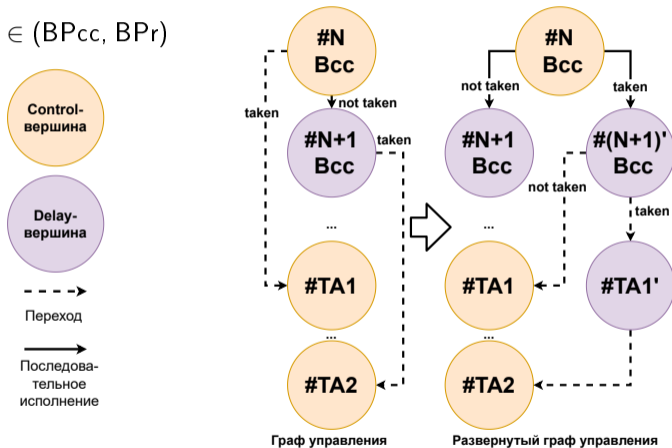 ∈ (BPcc, BPr)
Control-
вершина
Delay-
вершина
Переход
Последова-
тельное
исполнение
#N
Bcc
taken
not taken
#N+1
Bcc
taken
...
#TA1
...
#TA2
Граф управления
#N
Bcc
not taken
taken
#N+1
Bcc
#(N+1)'
Bcc
not taken
taken
...
#TA1
#TA1'
...
#TA2
Развернутый граф управления